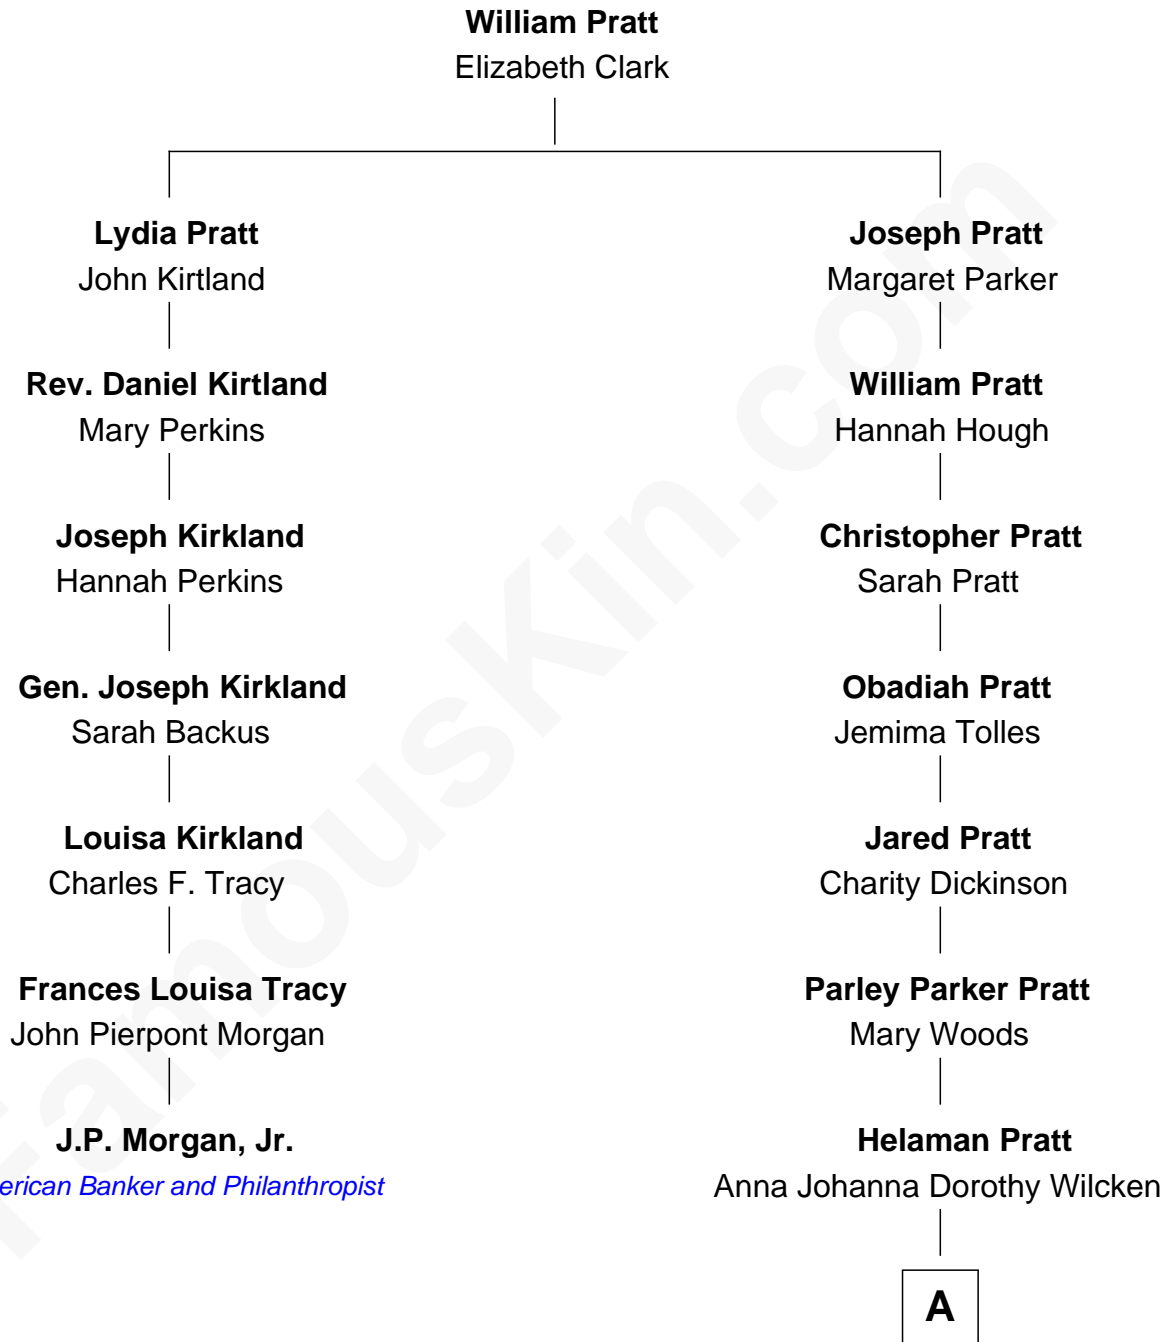 William Pratt
Elizabeth Clark
Lydia Pratt
John Kirtland
Joseph Pratt
Margaret Parker
Rev. Daniel Kirtland
Mary Perkins
William Pratt
Hannah Hough
Joseph Kirkland
Hannah Perkins
Christopher Pratt
Sarah Pratt
Gen. Joseph Kirkland
Sarah Backus
Obadiah Pratt
Jemima Tolles
Louisa Kirkland
Charles F. Tracy
Jared Pratt
Charity Dickinson
Frances Louisa Tracy
John Pierpont Morgan
Parley Parker Pratt
Mary Woods
J.P. Morgan, Jr.
erican Banker and Philanthropist
Helaman Pratt
Anna Johanna Dorothy Wilcken
A
FamousKin.com